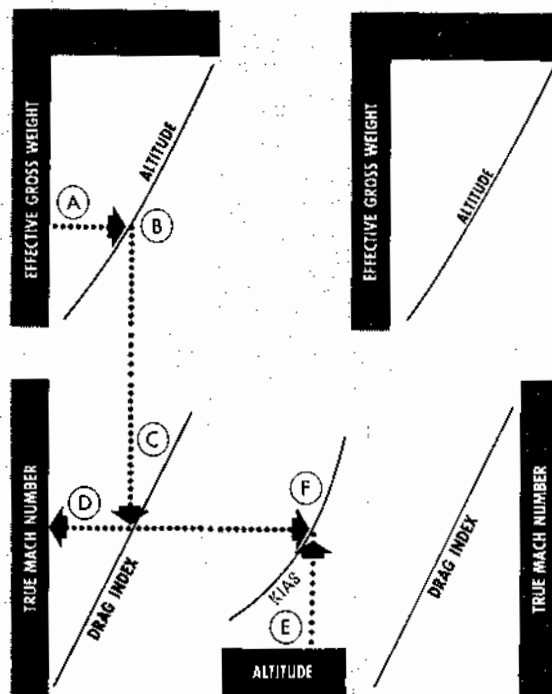 EFFECTIVE GROSS WEIGHT
ALTITUDE
A
B
EFFECTIVE GROSS WEIGHT
ALTITUDE
TRUE MACH NUMBER
C
D
DRAG INDEX
F
KIAS
E
ALTITUDE
DRAG INDEX
TRUE MACH NUMBER